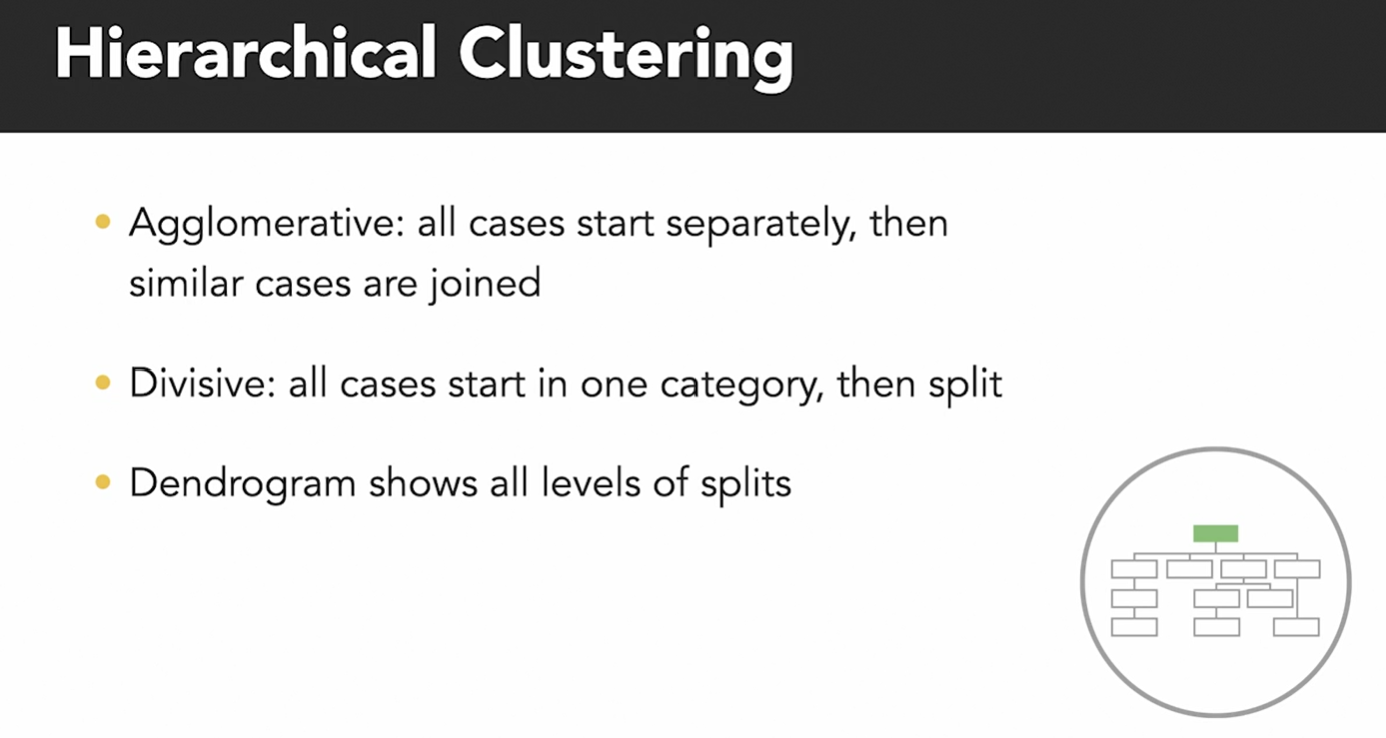 Hierarchical Clustering
• Agglomerative: all cases start separately, then
similar cases are joined
• Divisive: all cases start in one category, then split
• Dendrogram shows all levels of splits